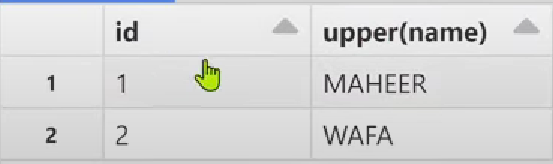 id upper(name)
1 1 MAHEER
2 2 WAFA